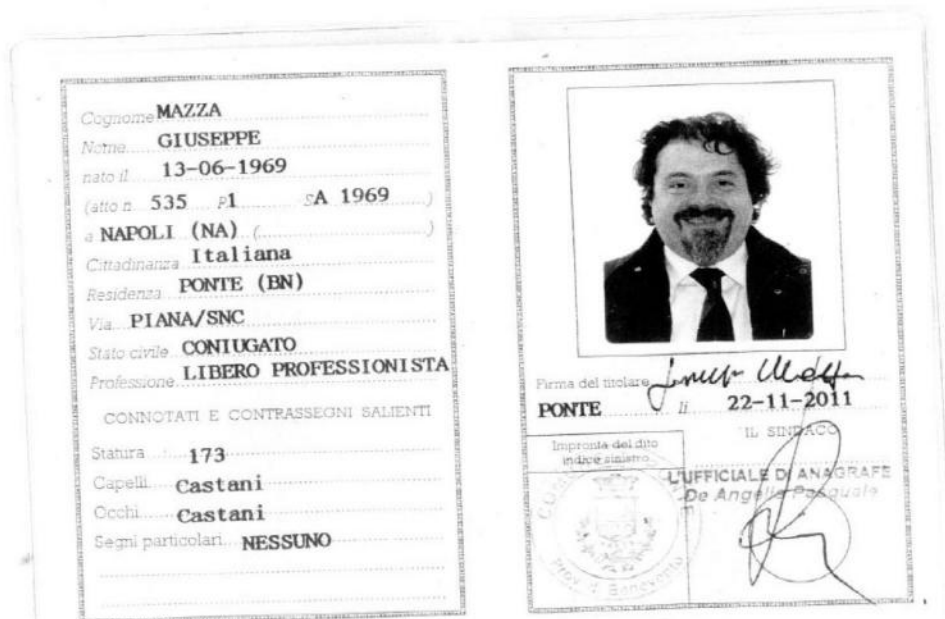 Cognome MAZZA
Nome GIUSEPPE
nato il 13-06-1969
(atto n. 535 P1 SA 1969 )
a NAPOLI (NA) ( )
Cittadinanza Italiana
Residenza PONTE (BN)
Via PIANA/SNC
Stato civile CONIUGATO
Professione LIBERO PROFESSIONISTA
CONNOTATI E CONTRASSEGNI SALIENTI
Statura 173
Capelli Castani
Occhi Castani
Segni particolari NESSUNO
Firma del titolare
PONTE li 22-11-2011
IL SINDACO
Impronta del dito
indice sinistro
L'UFFICIALE DI ANAGRAFE
De Angelis Pasquale
Prov. Benevento